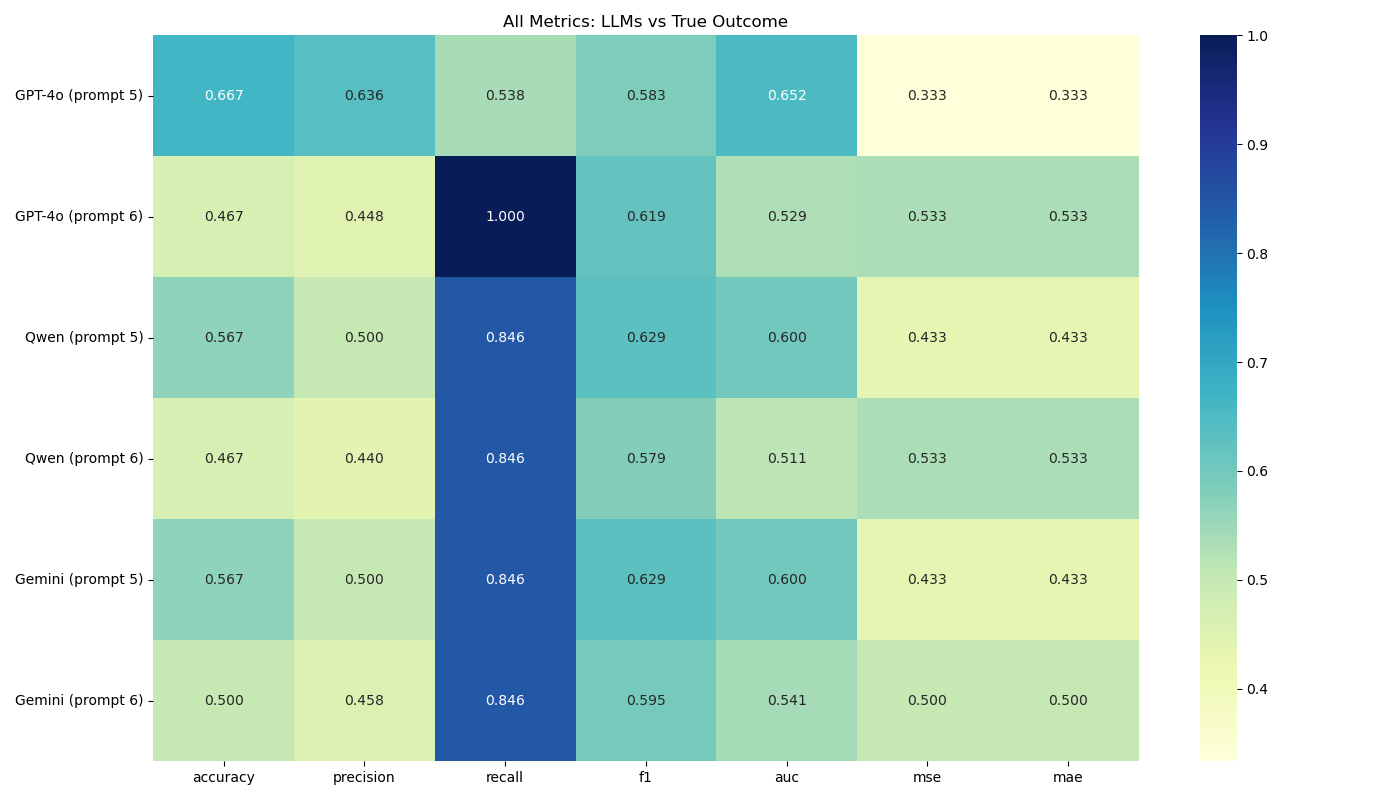 All Metrics: LLMs vs True Outcome
GPT-4o (prompt 5) 0.667 0.636 0.538 0.583 0.652 0.333 0.333
GPT-4o (prompt 6) 0.467 0.448 1.000 0.619 0.529 0.533 0.533
Qwen (prompt 5) 0.567 0.500 0.846 0.629 0.600 0.433 0.433
Qwen (prompt 6) 0.467 0.440 0.846 0.579 0.511 0.533 0.533
Gemini (prompt 5) 0.567 0.500 0.846 0.629 0.600 0.433 0.433
Gemini (prompt 6) 0.500 0.458 0.846 0.595 0.541 0.500 0.500
accuracy precision recall f1 auc mse mae
1.0
0.9
0.8
0.7
0.6
0.5
0.4